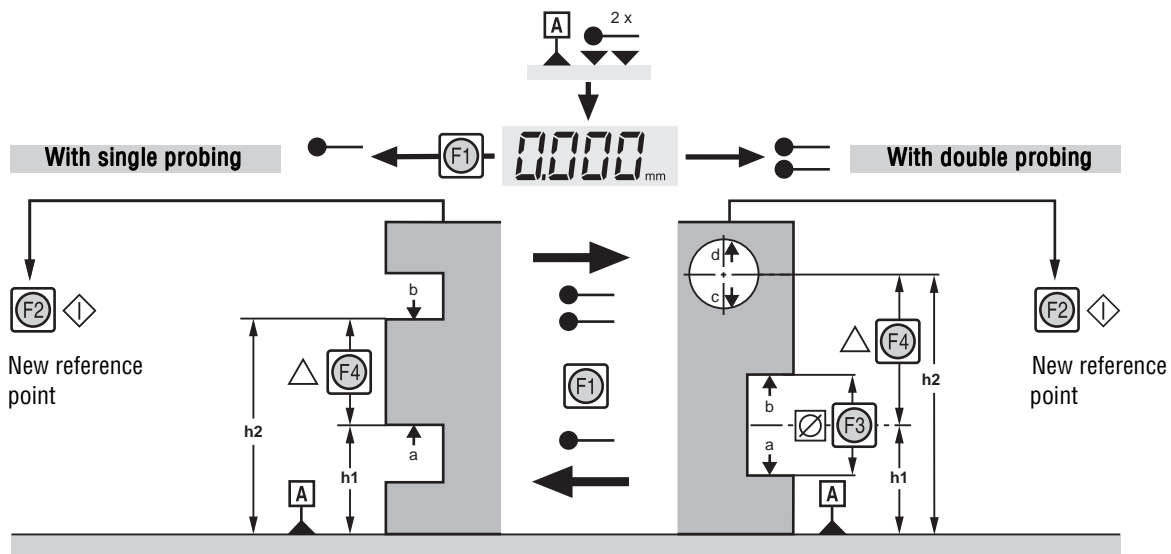 A
2 x
With single probing
F1
0.000 mm
With double probing
F2
New reference
point
b
F4
h2
a
h1
A
F1
d
c
F4
h2
b
F3
a
h1
A
F2
New reference
point